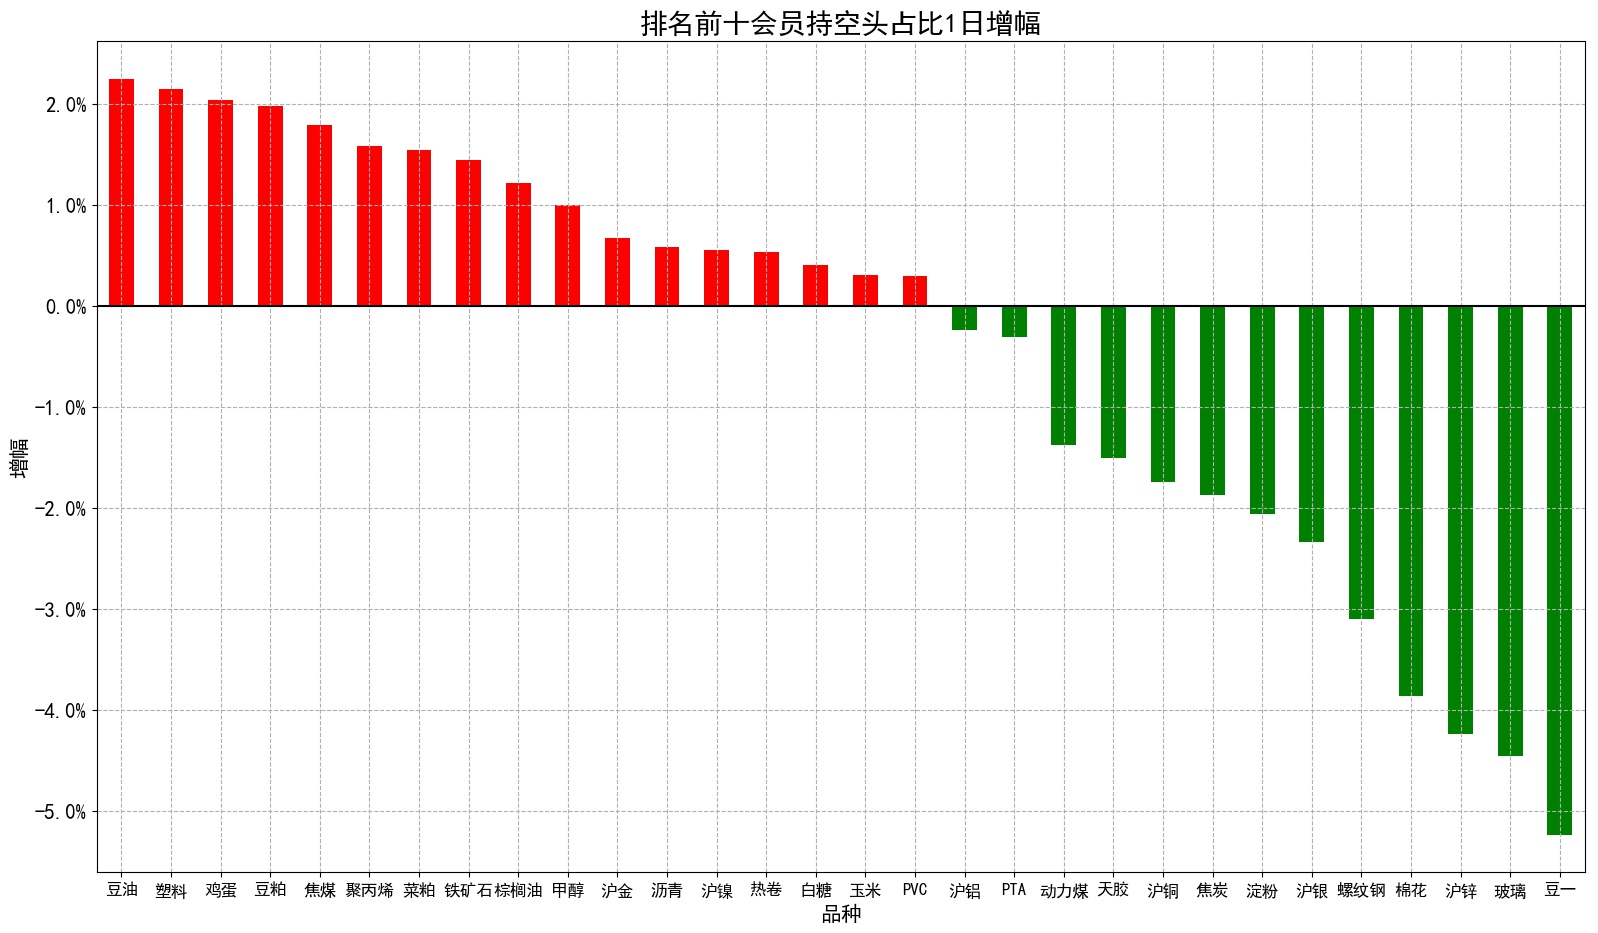 排名前十会员持空头占比1日增幅
2.0%
1.0%
0.0%
−1.0%
−2.0%
−3.0%
−4.0%
−5.0%
增幅
豆油 塑料 鸡蛋 豆粕 焦煤 聚丙烯 菜粕 铁矿石 棕榈油 甲醇 沪金 沥青 沪镍 热卷 白糖 玉米 PVC 沪铝 PTA 动力煤 天胶 沪铜 焦炭 淀粉 沪银 螺纹钢 棉花 沪锌 玻璃 豆一
品种